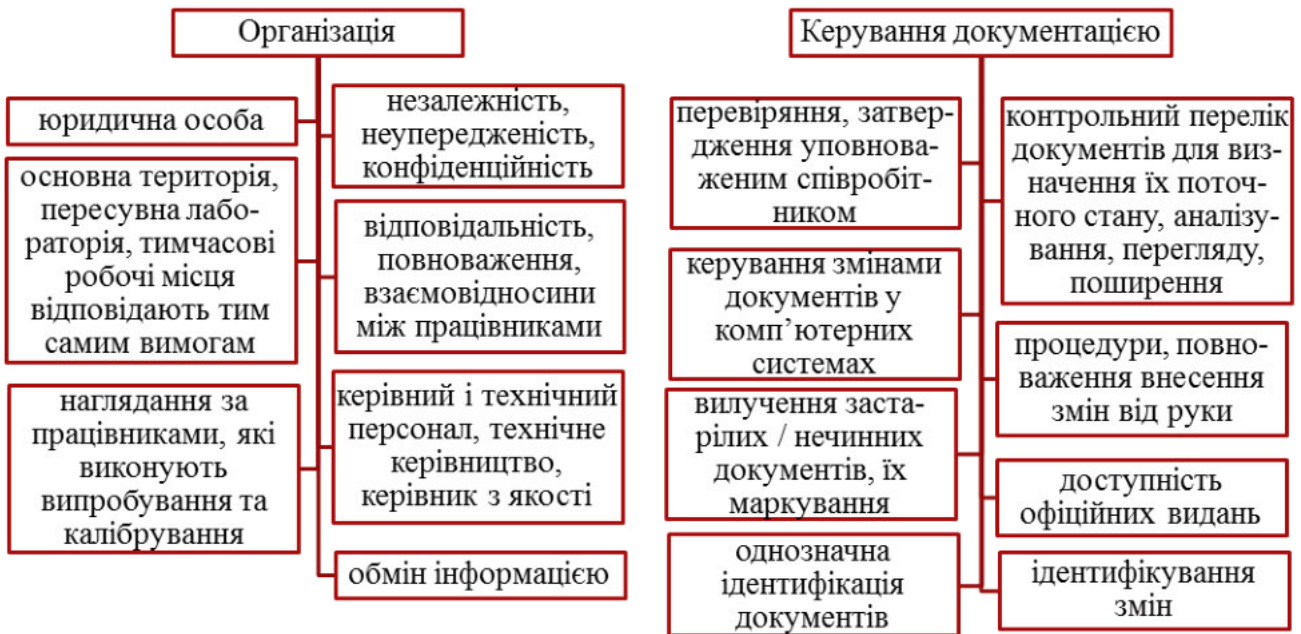 Організація
юридична особа
незалежність,
неупередженість,
конфіденційність
основна територія,
пересувна лабо-
раторія, тимчасові
робочі місця
відповідають тим
самим вимогам
відповідальність,
повноваження,
взаємовідносини
між працівниками
наглядання за
працівниками, які
виконують
випробування та
калібрування
керівний і технічний
персонал, технічне
керівництво,
керівник з якості
обмін інформацією
Керування документацією
перевіряння, затвер-
дження уповнова-
женим співробіт-
ником
контрольний перелік
документів для виз-
начення їх поточ-
ного стану, аналізу-
вання, перегляду,
поширення
керування змінами
документів у
комп’ютерних
системах
процедури, повно-
важення внесення
змін від руки
вилучення заста-
рілих / нечинних
документів, їх
маркування
доступність
офіційних видань
однозначна
ідентифікація
документів
ідентифікування
змін